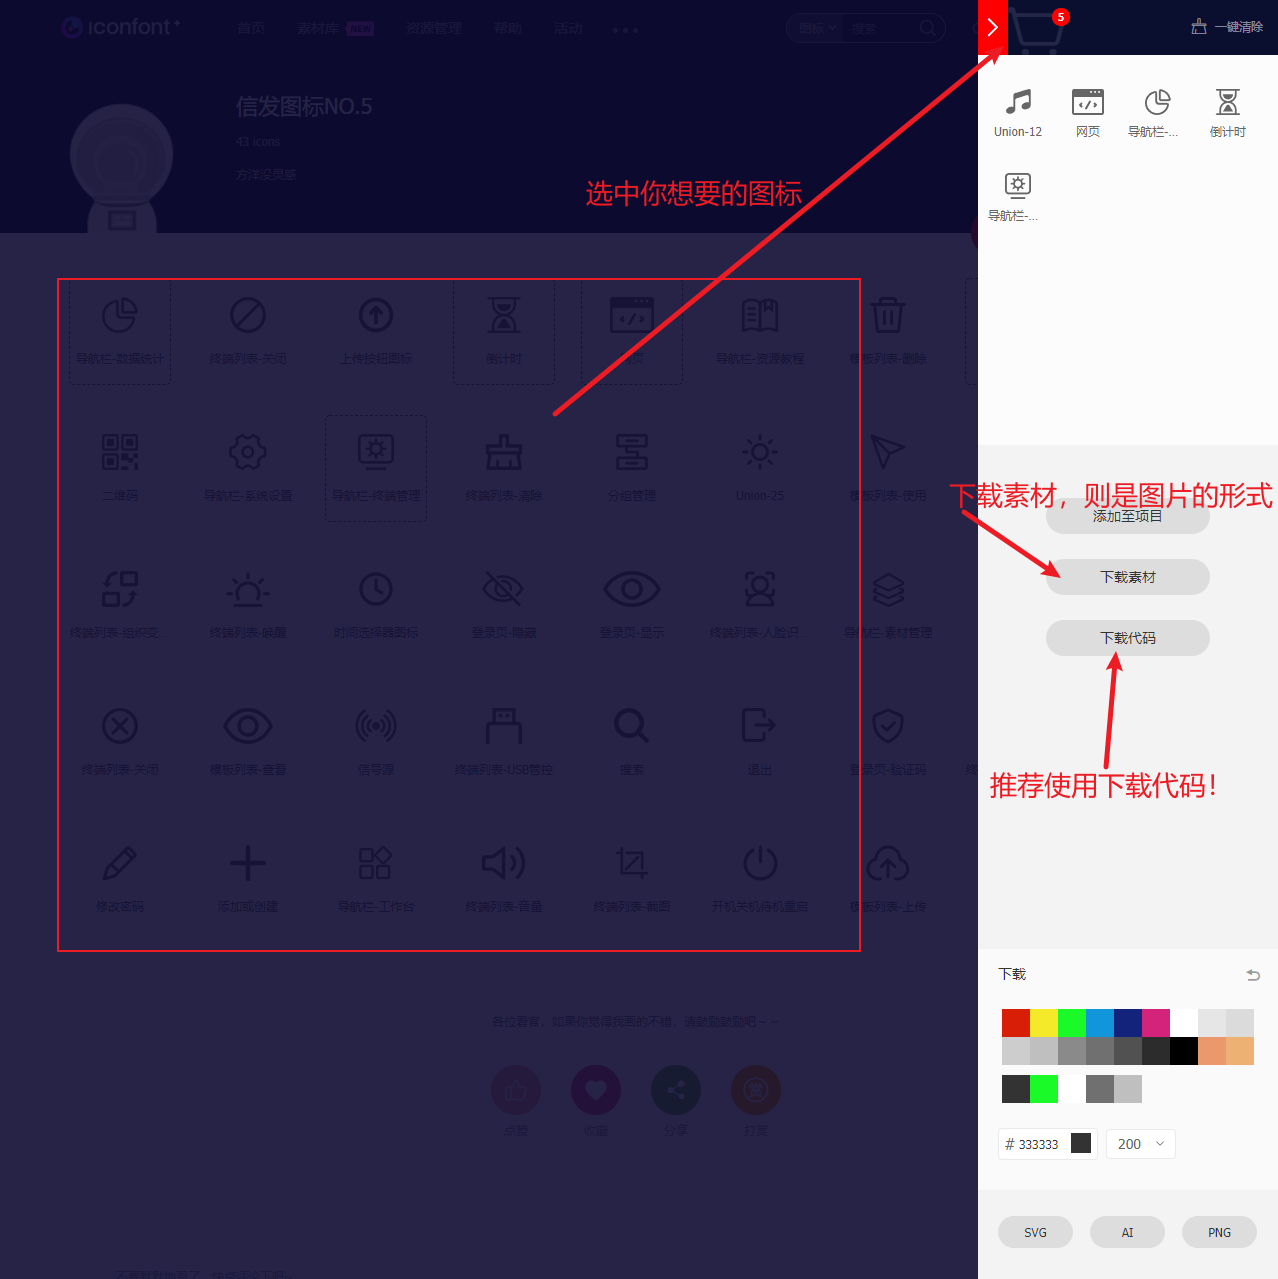 iconfont+
首页
素材库
NEW
资源管理
帮助
活动
图标
搜索
5
一键清除
信发图标NO.5
43 icons
方洋没灵感
选中你想要的图标
Union-12
网页
导航栏-...
倒计时
导航栏-...
导航栏-数据统计
终端列表-关闭
上传按钮图标
倒计时
导航栏-资源教程
模板列表-删除
二维码
导航栏-系统设置
导航栏-终端管理
终端列表-清除
分组管理
Union-25
模板列表-使用
下载素材，则是图片的形式
添加至项目
下载素材
下载代码
终端列表-组织变...
终端列表-唤醒
时间选择器图标
登录页-隐藏
登录页-显示
终端列表-人脸识...
导航栏-素材管理
终端列表-关闭
模板列表-查看
信号源
终端列表-USB管控
搜索
退出
登录页-验证码
推荐使用下载代码！
修改密码
添加或创建
导航栏-工作台
终端列表-音量
终端列表-截图
开机关机待机重启
模板列表-上传
下载
各位看官，如果你觉得我画的不错，请鼓励鼓励吧~~
赏
点赞
收藏
分享
打赏
# 333333
200
SVG
AI
PNG